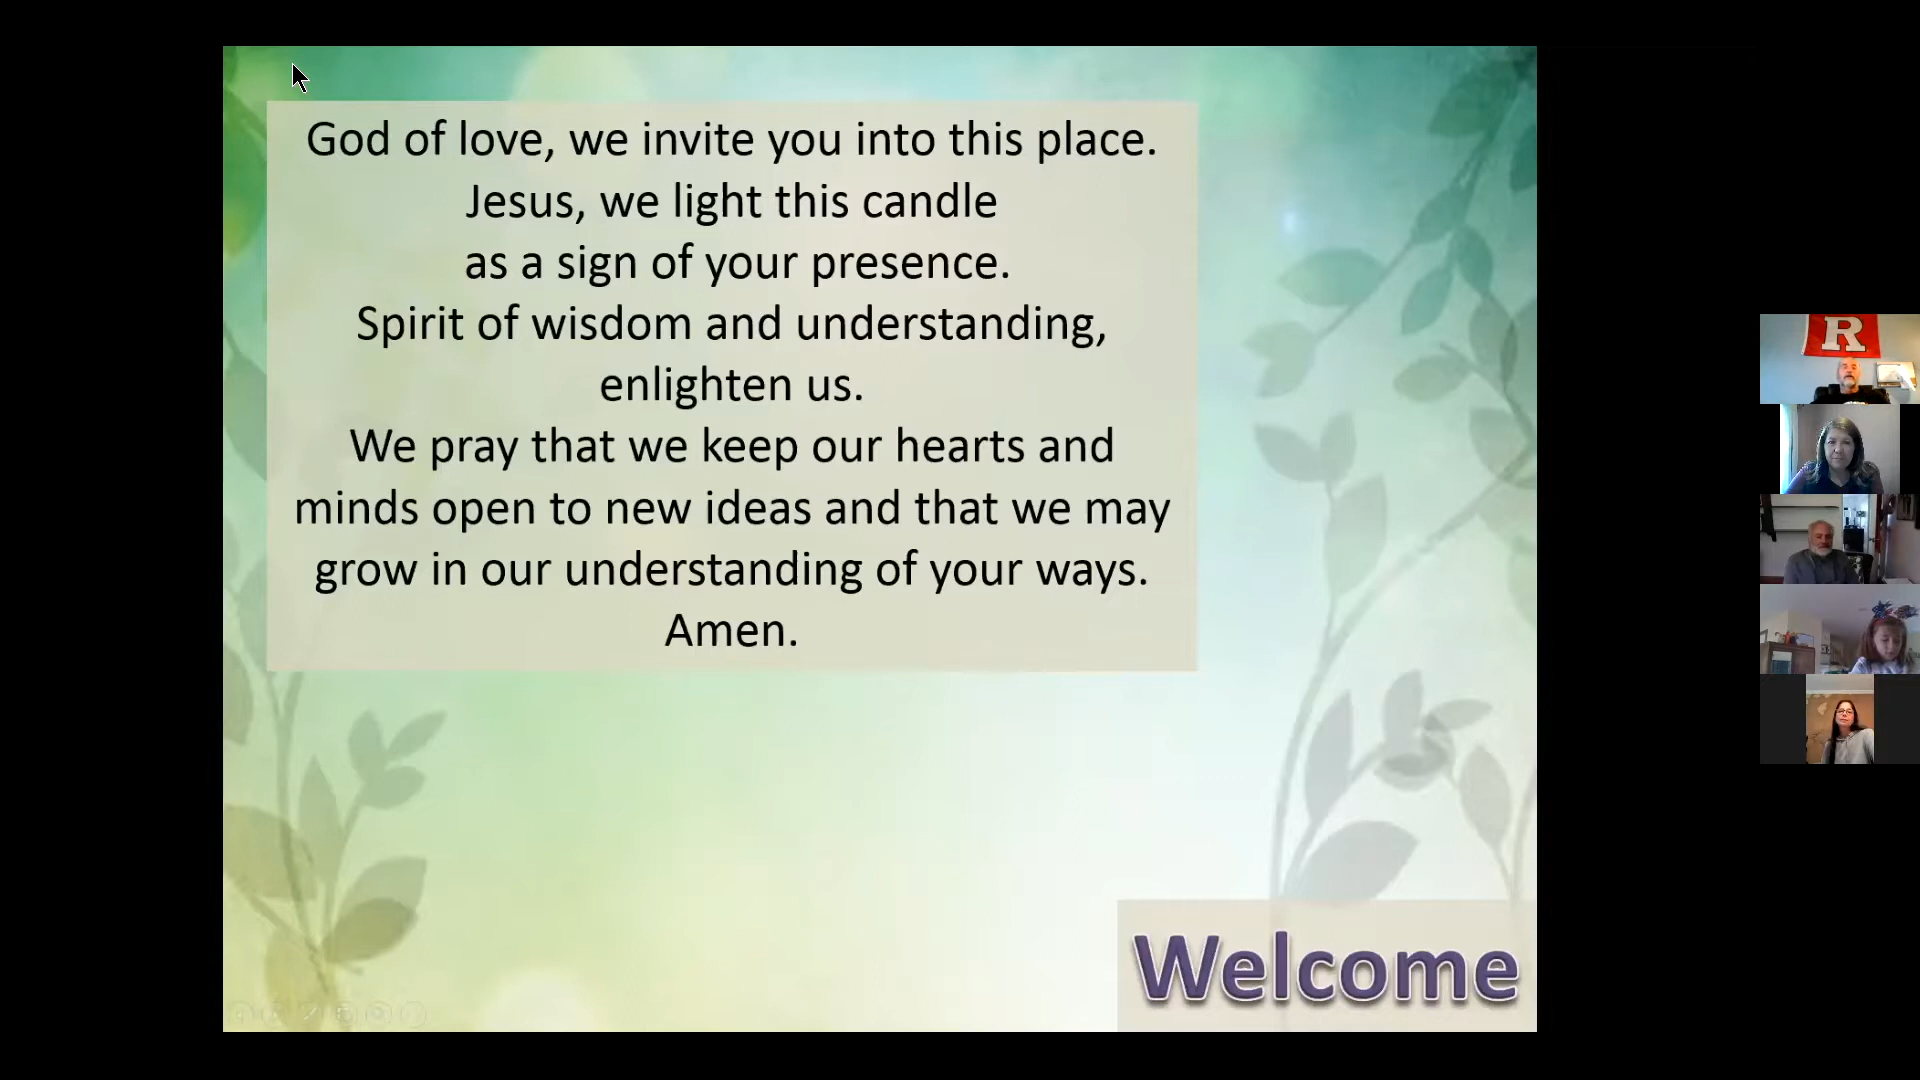 God of love, we invite you into this place.
Jesus, we light this candle
as a sign of your presence.
Spirit of wisdom and understanding,
enlighten us.
We pray that we keep our hearts and
minds open to new ideas and that we may
grow in our understanding of your ways.
Amen.
Welcome
R